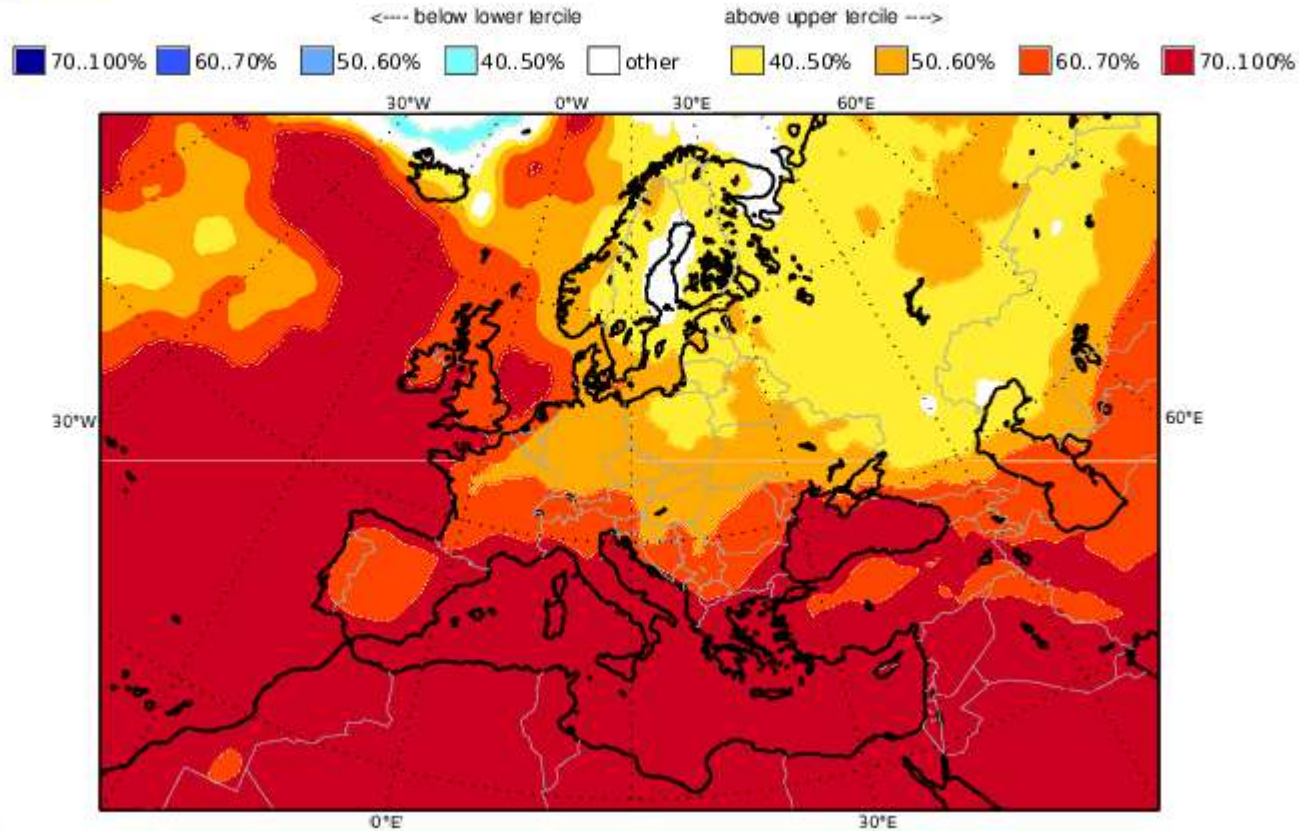 <---- below lower tercile above upper tercile ---->
70..100% 60..70% 50..60% 40..50% other 40..50% 50..60% 60..70% 70..100%
30°W 0°W 30°E 60°E
30°W 60°E
0°E 30°E